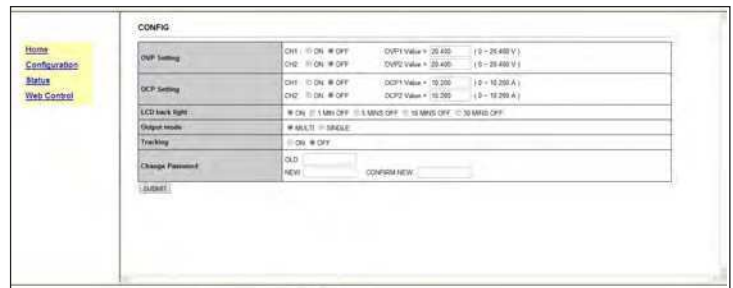 CONFIG
Home
Configuration
Status
Web Control
OVP Setting
CH1 : ON OFF OVP1 Value = 20.400 ( 0 ~ 20.400 V )
CH2 : ON OFF OVP2 Value = 20.400 ( 0 ~ 20.400 V )
OCP Setting
CH1 : ON OFF OCP1 Value = 10.200 ( 0 ~ 10.200 A )
CH2 : ON OFF OCP2 Value = 10.200 ( 0 ~ 10.200 A )
LCD back light
ON 1 MIN OFF 5 MINS OFF 10 MINS OFF 30 MINS OFF
Output mode
MULTI SINGLE
Tracking
ON OFF
Change Password
OLD
NEW CONFIRM NEW
SUBMIT